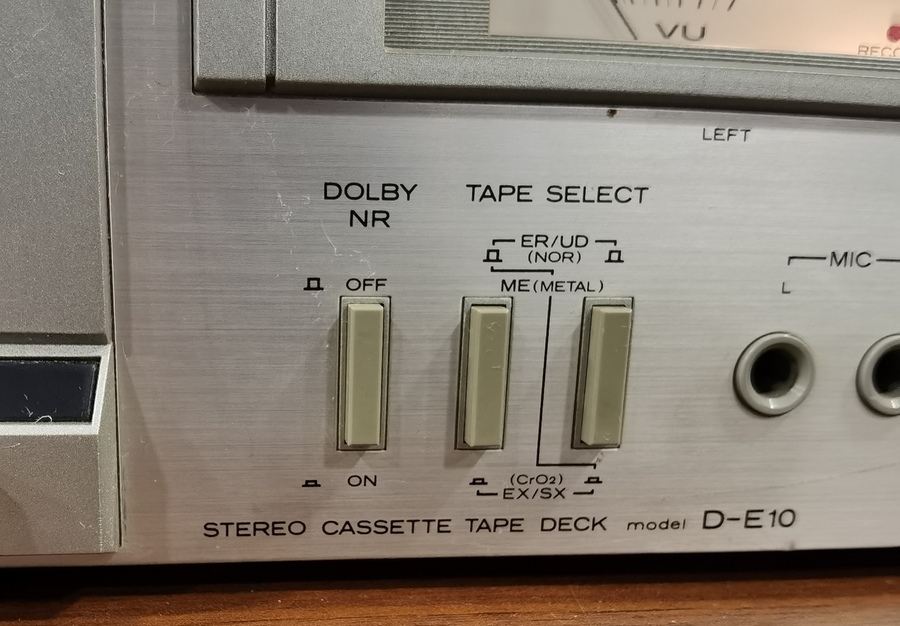 VU
LEFT
DOLBY
NR
TAPE SELECT
ER/UD
(NOR)
MIC
OFF
ME(METAL)
L
ON
(CrO2)
EX/SX
STEREO CASSETTE TAPE DECK model D-E10